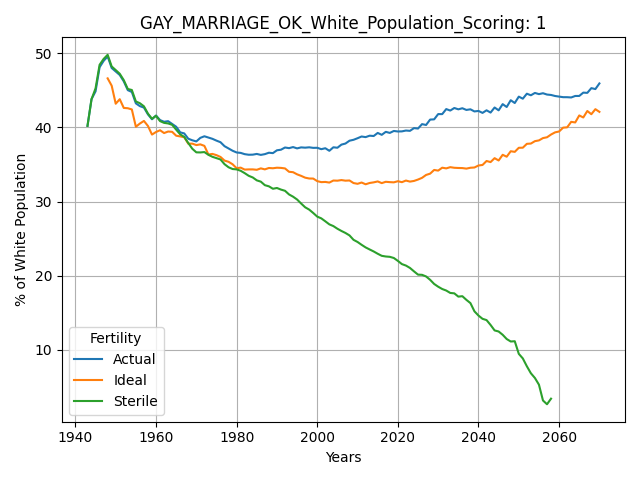 GAY_MARRIAGE_OK_White_Population_Scoring: 1
50
40
30
20
10
% of White Population
Fertility
Actual
Ideal
Sterile
1940 1960 1980 2000 2020 2040 2060
Years